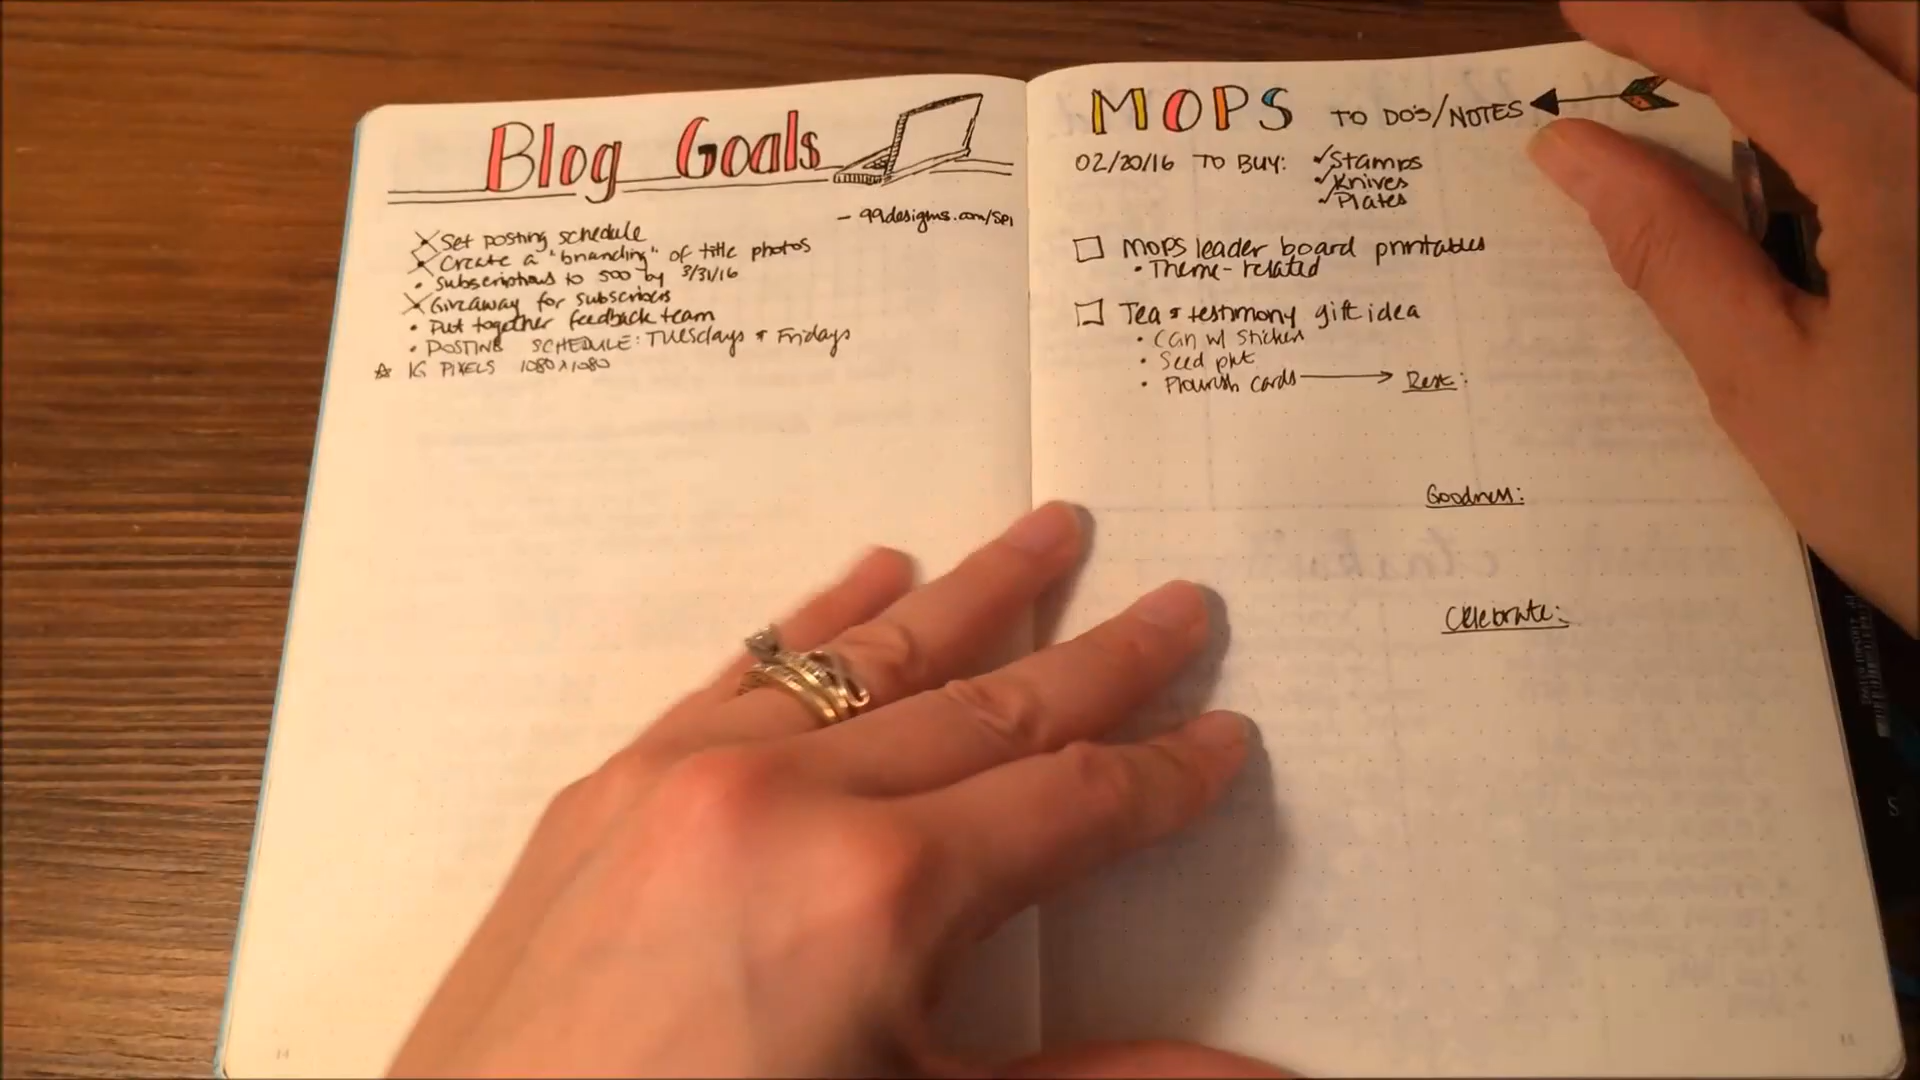 Blog Goals
- 99designs.com/SPI
Set posting schedule
Create a "branding" of title photos
• Subscriptions to 500 by 3/31/16
Giveaway for subscribers
• Put together feedback team
• POSTING SCHEDULE: Tuesdays & Fridays
☆ IG PIXELS 1080x1080
14
MOPS TO DO'S/NOTES
02/20/16 TO BUY: ✓Stamps
✓Knives
✓Plates
☐ MOPS leader board printables
• Theme-related
☐ Tea & testimony gift idea
• Can w/ sticker
• Seed pkt
• Flourish cards → Rest:
Goodness:
Celebrate: